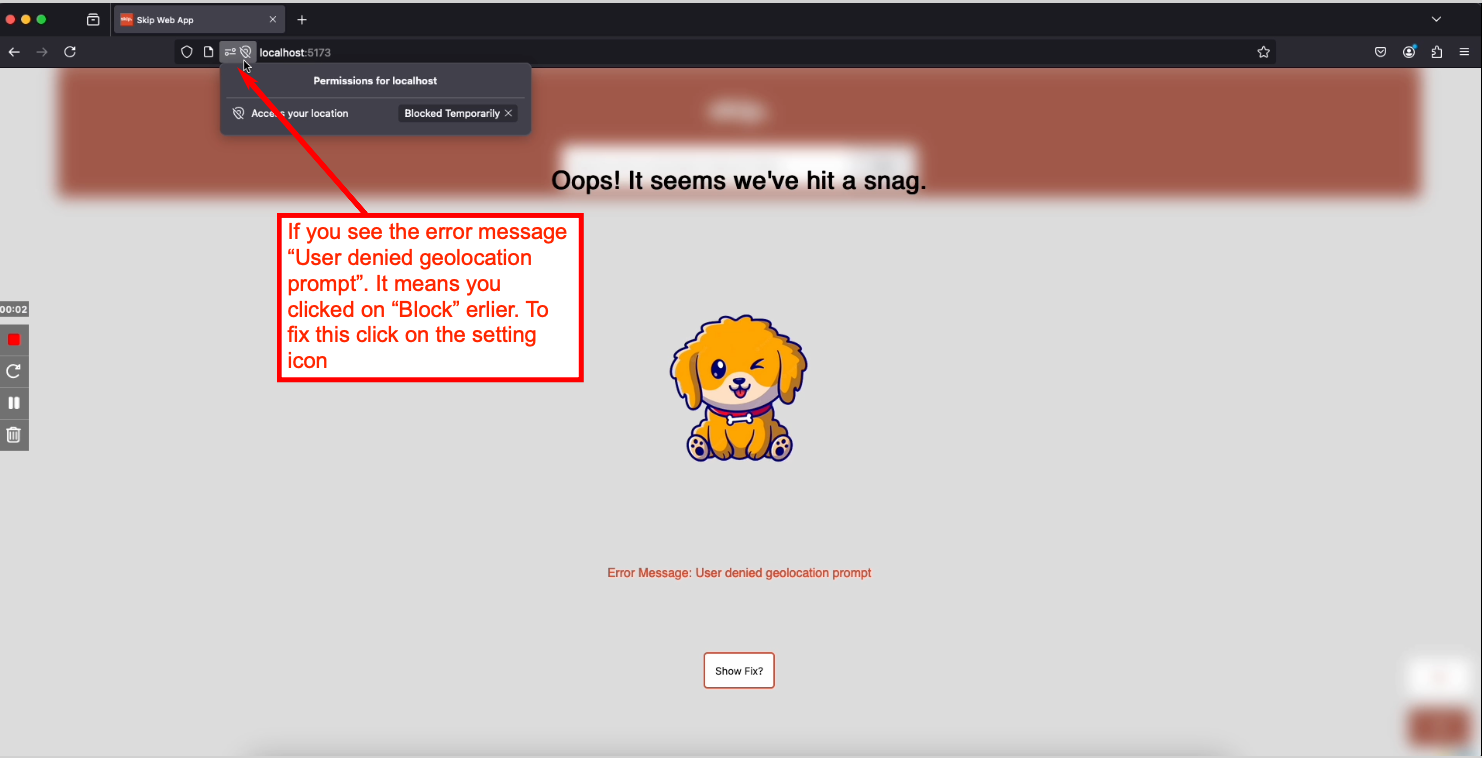 Skip Web App
localhost:5173
Permissions for localhost
Access your location
Blocked Temporarily
Oops! It seems we've hit a snag.
If you see the error message
“User denied geolocation
prompt”. It means you
clicked on “Block” erlier. To
fix this click on the setting
icon
00:02
Error Message: User denied geolocation prompt
Show Fix?